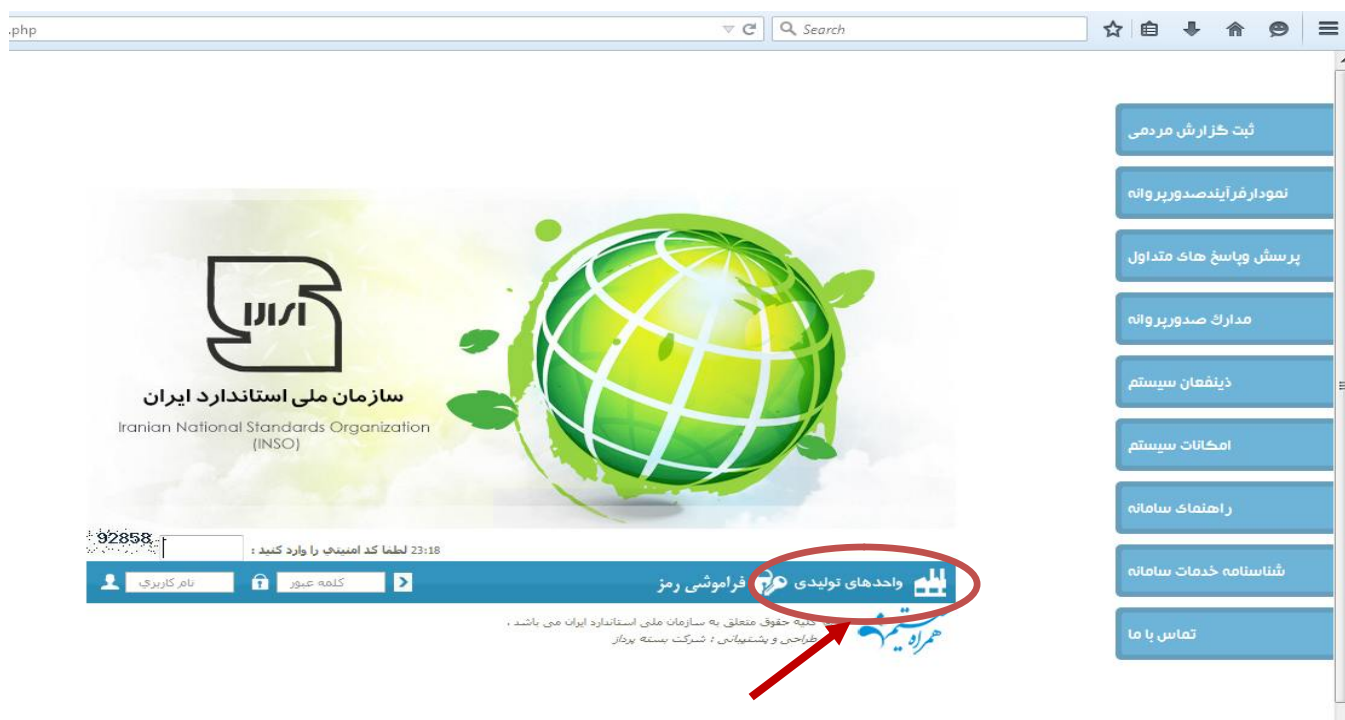 .php
Search
ثبت گزارش مردمی
نمودارفرآیندصدورپروانه
پرسش وپاسخ های متداول
مدارك صدورپروانه
ذینفعان سیستم
امکانات سیستم
راهنمای سامانه
شناسنامه خدمات سامانه
تماس با ما
سازمان ملی استاندارد ایران
Iranian National Standards Organization
(INSO)
92858
23:18 لطفا کد امنیتی را وارد کنید :
واحدهای تولیدی
فراموشی رمز
کلمه عبور
نام کاربري
کلیه حقوق متعلق به سازمان ملی استاندارد ایران می باشد .
طراحی و پشتیبانی : شرکت بسته پرداز
همراه